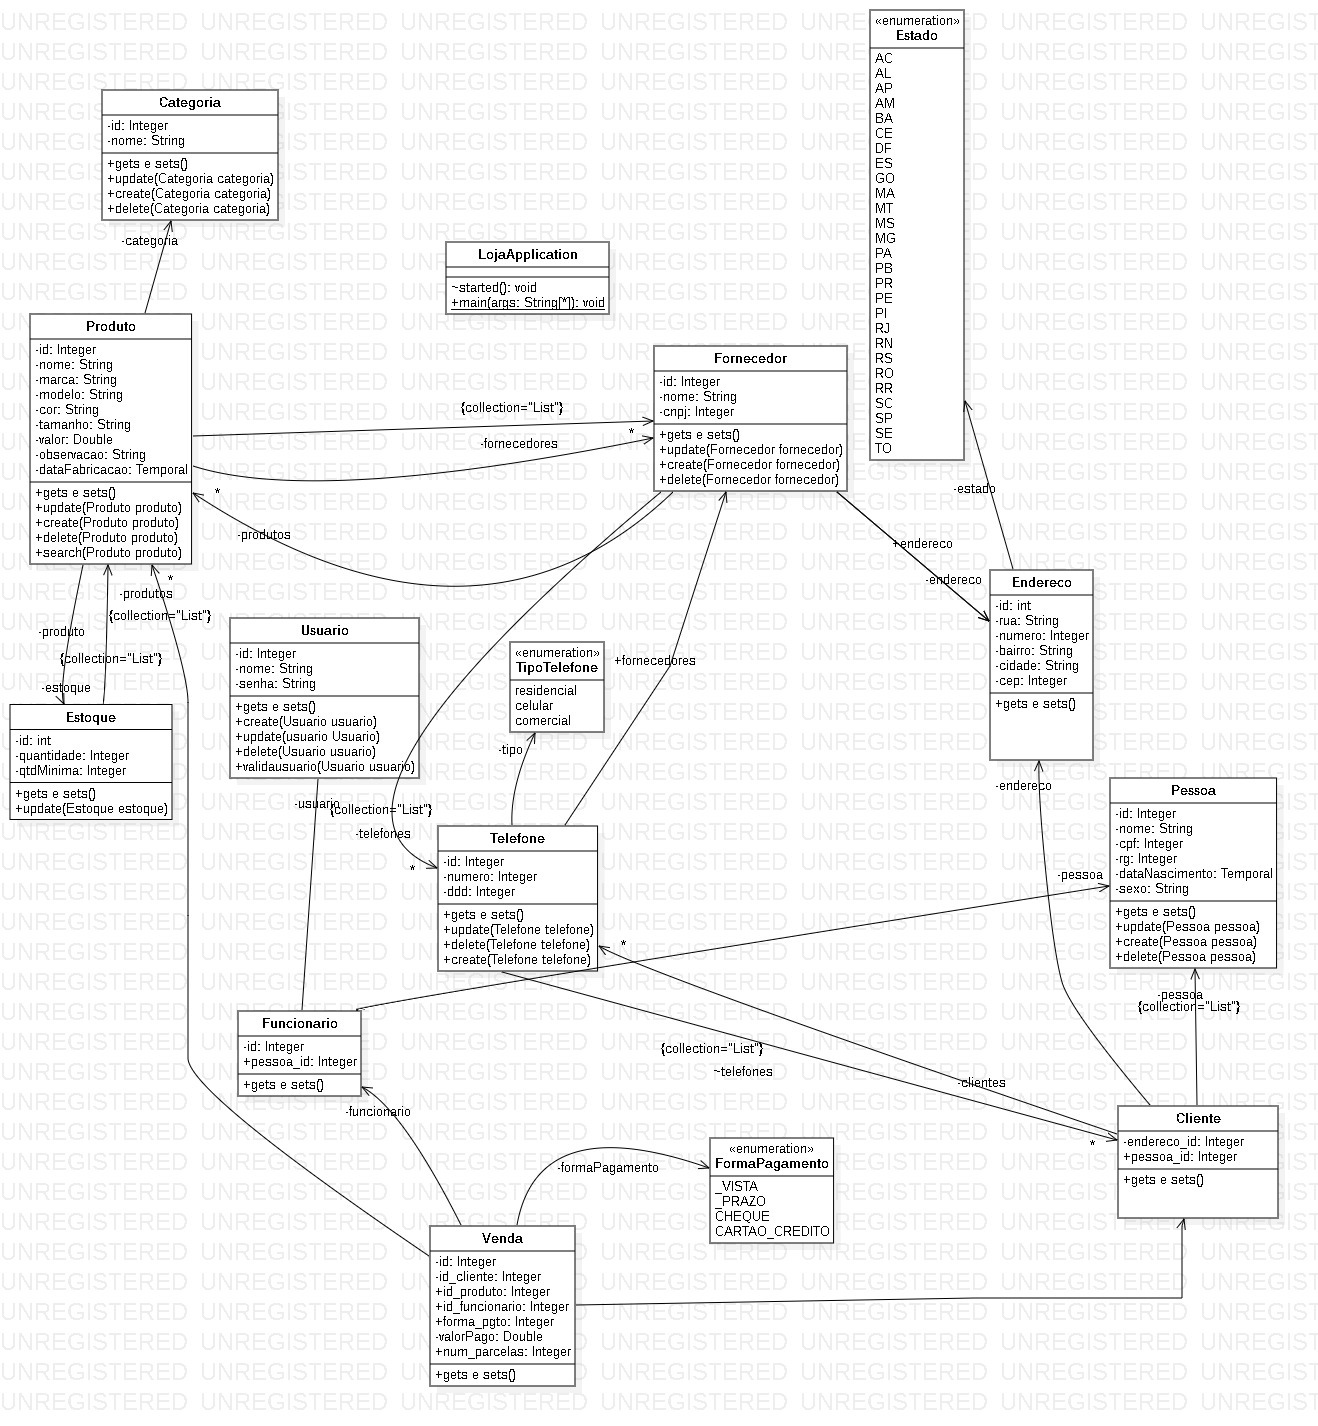 «enumeration»
Estado
AC
AL
AP
AM
BA
CE
DF
ES
GO
MA
MT
MS
MG
PA
PB
PR
PE
PI
RJ
RN
RS
RO
RR
SC
SP
SE
TO
Categoria
-id: Integer
-nome: String
+gets e sets()
+update(Categoria categoria)
+create(Categoria categoria)
+delete(Categoria categoria)
-categoria
LojaApplication
~started(): void
+main(args: String[*]): void
Produto
-id: Integer
-nome: String
-marca: String
-modelo: String
-cor: String
-tamanho: String
-valor: Double
-observacao: String
-dataFabricacao: Temporal
+gets e sets()
+update(Produto produto)
+create(Produto produto)
+delete(Produto produto)
+search(Produto produto)
{collection="List"}
*
-fornecedores
*
-produtos
Fornecedor
-id: Integer
-nome: String
-cnpj: Integer
+gets e sets()
+update(Fornecedor fornecedor)
+create(Fornecedor fornecedor)
+delete(Fornecedor fornecedor)
-estado
+endereco
-endereco
Endereco
-id: int
-rua: String
-numero: Integer
-bairro: String
-cidade: String
-cep: Integer
+gets e sets()
*
-produtos
{collection="List"}
-produto
{collection="List"}
-estoque
Estoque
-id: int
-quantidade: Integer
-qtdMinima: Integer
+gets e sets()
+update(Estoque estoque)
Usuario
-id: Integer
-nome: String
-senha: String
+gets e sets()
+create(Usuario usuario)
+update(usuario Usuario)
+delete(Usuario usuario)
+validausuario(Usuario usuario)
«enumeration»
TipoTelefone
residencial
celular
comercial
+fornecedores
-tipo
-usuario
{collection="List"}
-telefones
*
Telefone
-id: Integer
-numero: Integer
-ddd: Integer
+gets e sets()
+update(Telefone telefone)
+delete(Telefone telefone)
+create(Telefone telefone)
*
-endereco
Pessoa
-id: Integer
-nome: String
-cpf: Integer
-rg: Integer
-dataNascimento: Temporal
-sexo: String
+gets e sets()
+update(Pessoa pessoa)
+create(Pessoa pessoa)
+delete(Pessoa pessoa)
-pessoa
-pessoa
{collection="List"}
Funcionario
-id: Integer
+pessoa_id: Integer
+gets e sets()
{collection="List"}
~telefones
-clientes
*
-funcionario
-formaPagamento
«enumeration»
FormaPagamento
_VISTA
_PRAZO
CHEQUE
CARTAO_CREDITO
Cliente
-endereco_id: Integer
+pessoa_id: Integer
+gets e sets()
Venda
-id: Integer
-id_cliente: Integer
+id_produto: Integer
+id_funcionario: Integer
+forma_pgto: Integer
-valorPago: Double
+num_parcelas: Integer
+gets e sets()
UNREGISTERED